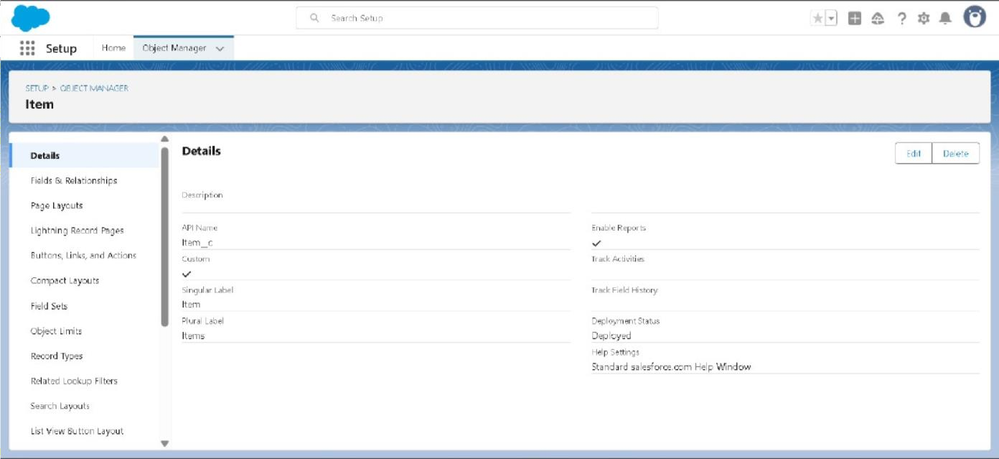 Search Setup
Setup
Home
Object Manager
SETUP > OBJECT MANAGER
Item
Details
Fields & Relationships
Page Layouts
Lightning Record Pages
Buttons, Links, and Actions
Compact Layouts
Field Sets
Object Limits
Record Types
Related Lookup Filters
Search Layouts
List View Button Layout
Details
Edit
Delete
Description
API Name
Item__c
Custom
Singular Label
Item
Plural Label
Items
Enable Reports
Track Activities
Track Field History
Deployment Status
Deployed
Help Settings
Standard salesforce.com Help Window